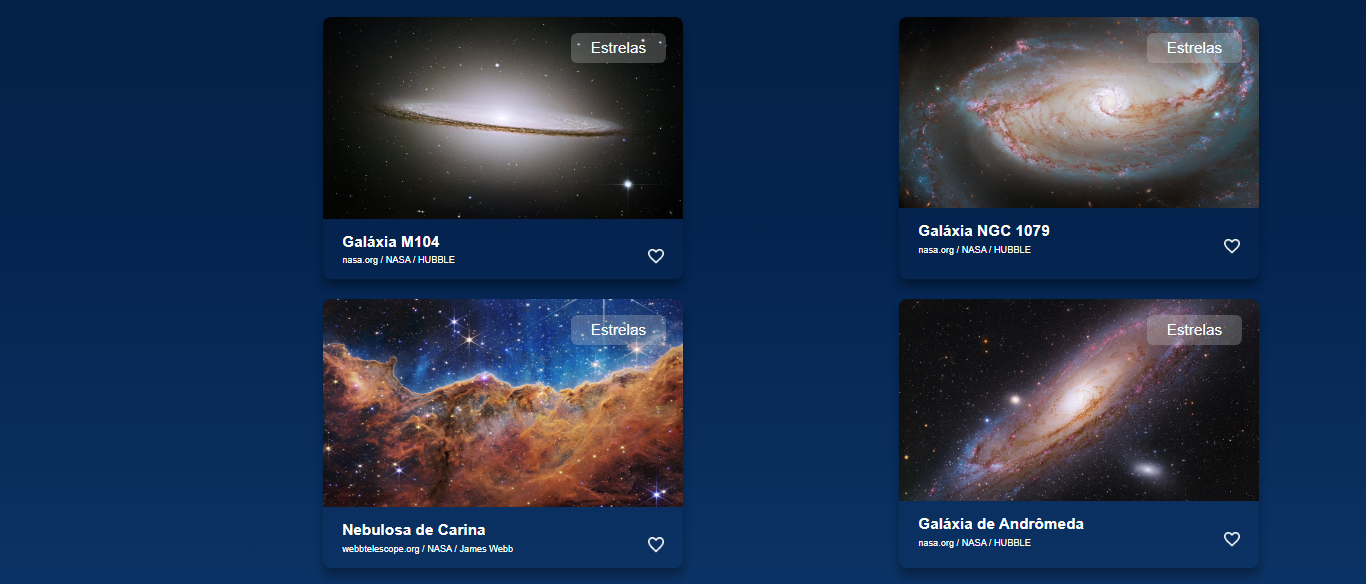 Estrelas
Galáxia M104
nasa.org / NASA / HUBBLE
Estrelas
Galáxia NGC 1079
nasa.org / NASA / HUBBLE
Estrelas
Nebulosa de Carina
webbtelescope.org / NASA / James Webb
Estrelas
Galáxia de Andrômeda
nasa.org / NASA / HUBBLE